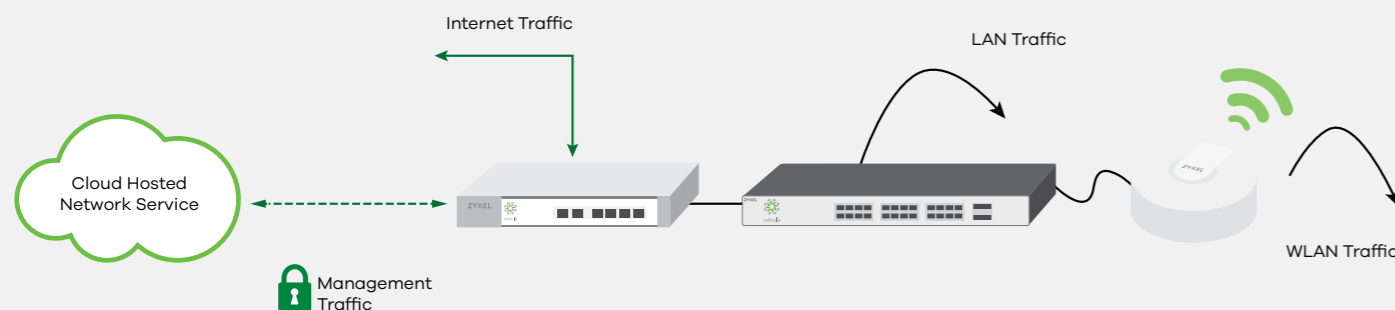 Internet Traffic
LAN Traffic
Cloud Hosted
Network Service
ZYXEL
ZYXEL
ZYXEL
WLAN Traffic
Management
Traffic